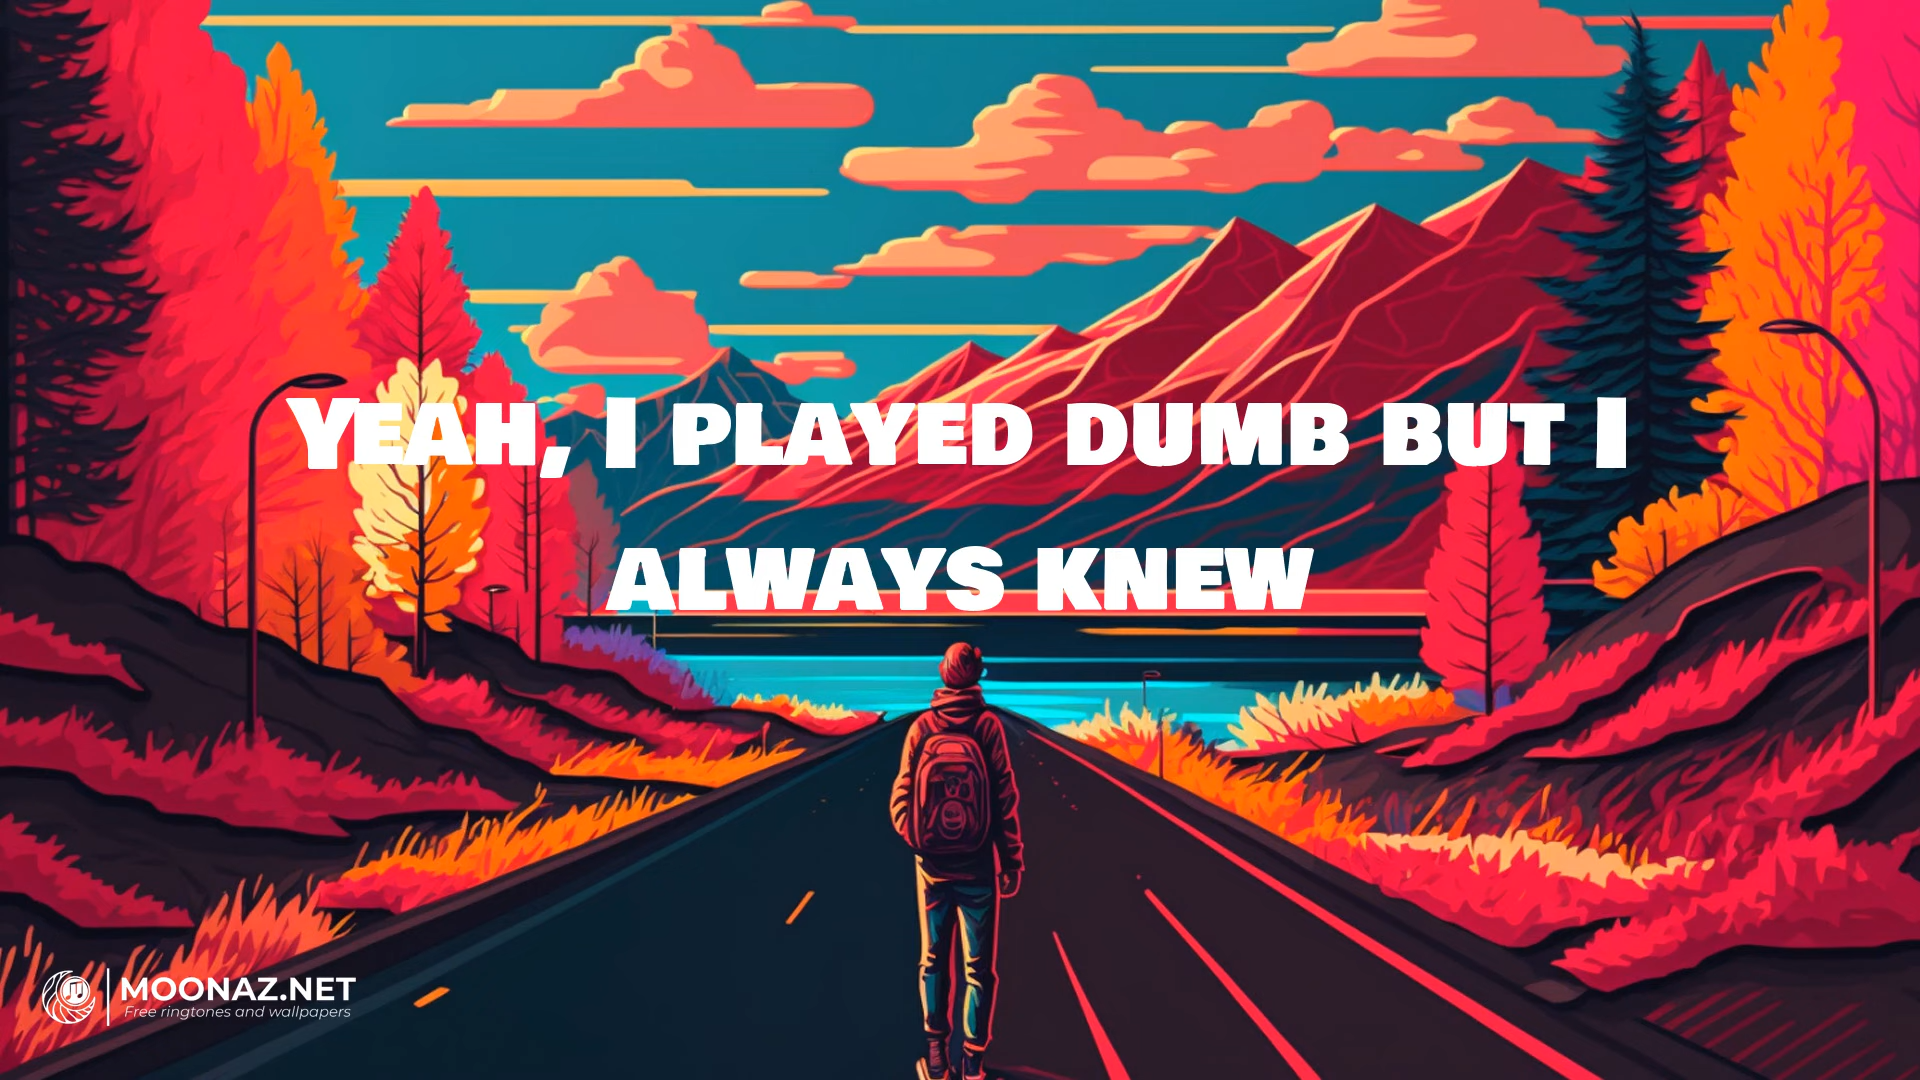 Yeah, I played dumb but I
always knew
MOONAZ.NET
Free ringtones and wallpapers